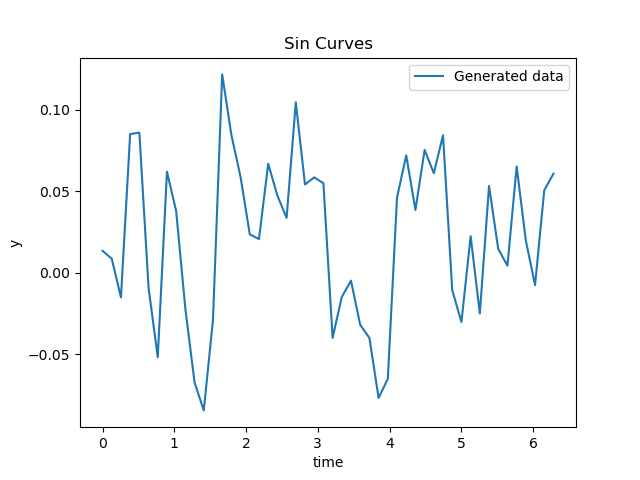 Sin Curves
Generated data
0.10
0.05
0.00
−0.05
y
0 1 2 3 4 5 6
time